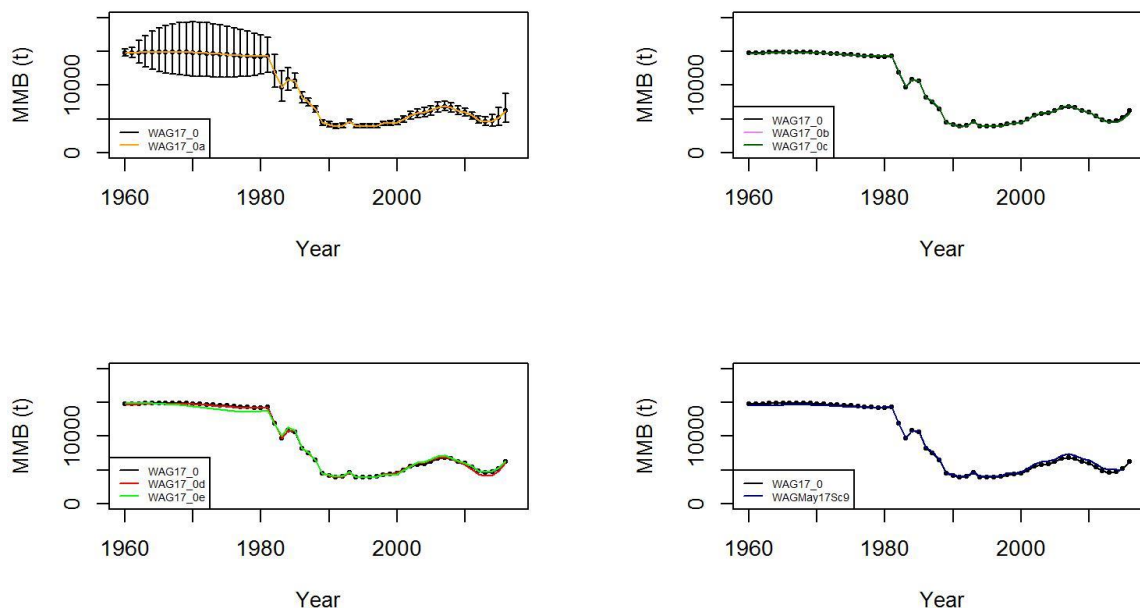 MMB (t)
10000
0
WAG17_0
WAG17_0a
1960
1980
2000
Year
MMB (t)
10000
0
WAG17_0
WAG17_0b
WAG17_0c
1960
1980
2000
Year
MMB (t)
10000
0
WAG17_0
WAG17_0d
WAG17_0e
1960
1980
2000
Year
MMB (t)
10000
0
WAG17_0
WAGMay17Sc9
1960
1980
2000
Year